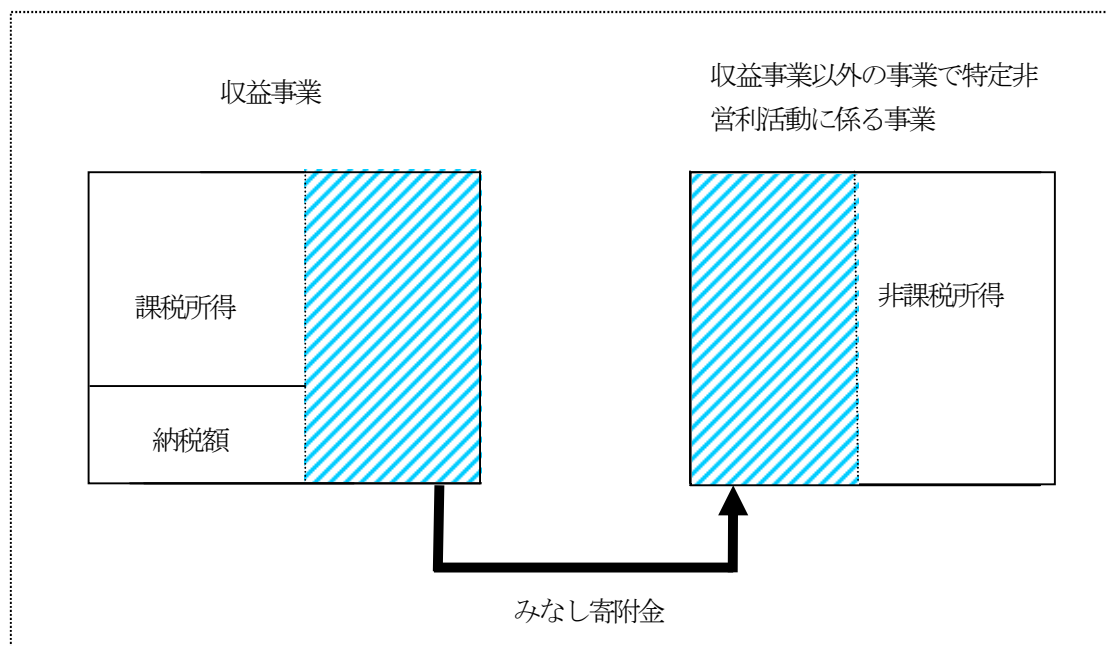 収益事業
収益事業以外の事業で特定非
営利活動に係る事業
課税所得
非課税所得
納税額
みなし寄附金